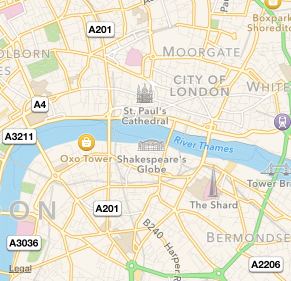 A201
Boxpark
Shoredito
MOORGATE
OLBORN
CITY OF
LONDON
WHITE
A4
St. Paul's
Cathedral
A3211
River Thames
Oxo Tower
Shakespeare's
Globe
Tower Br
The Shard
ON
A201
B240
Harper R
BERMONDSE
A3036
Legal
A2206